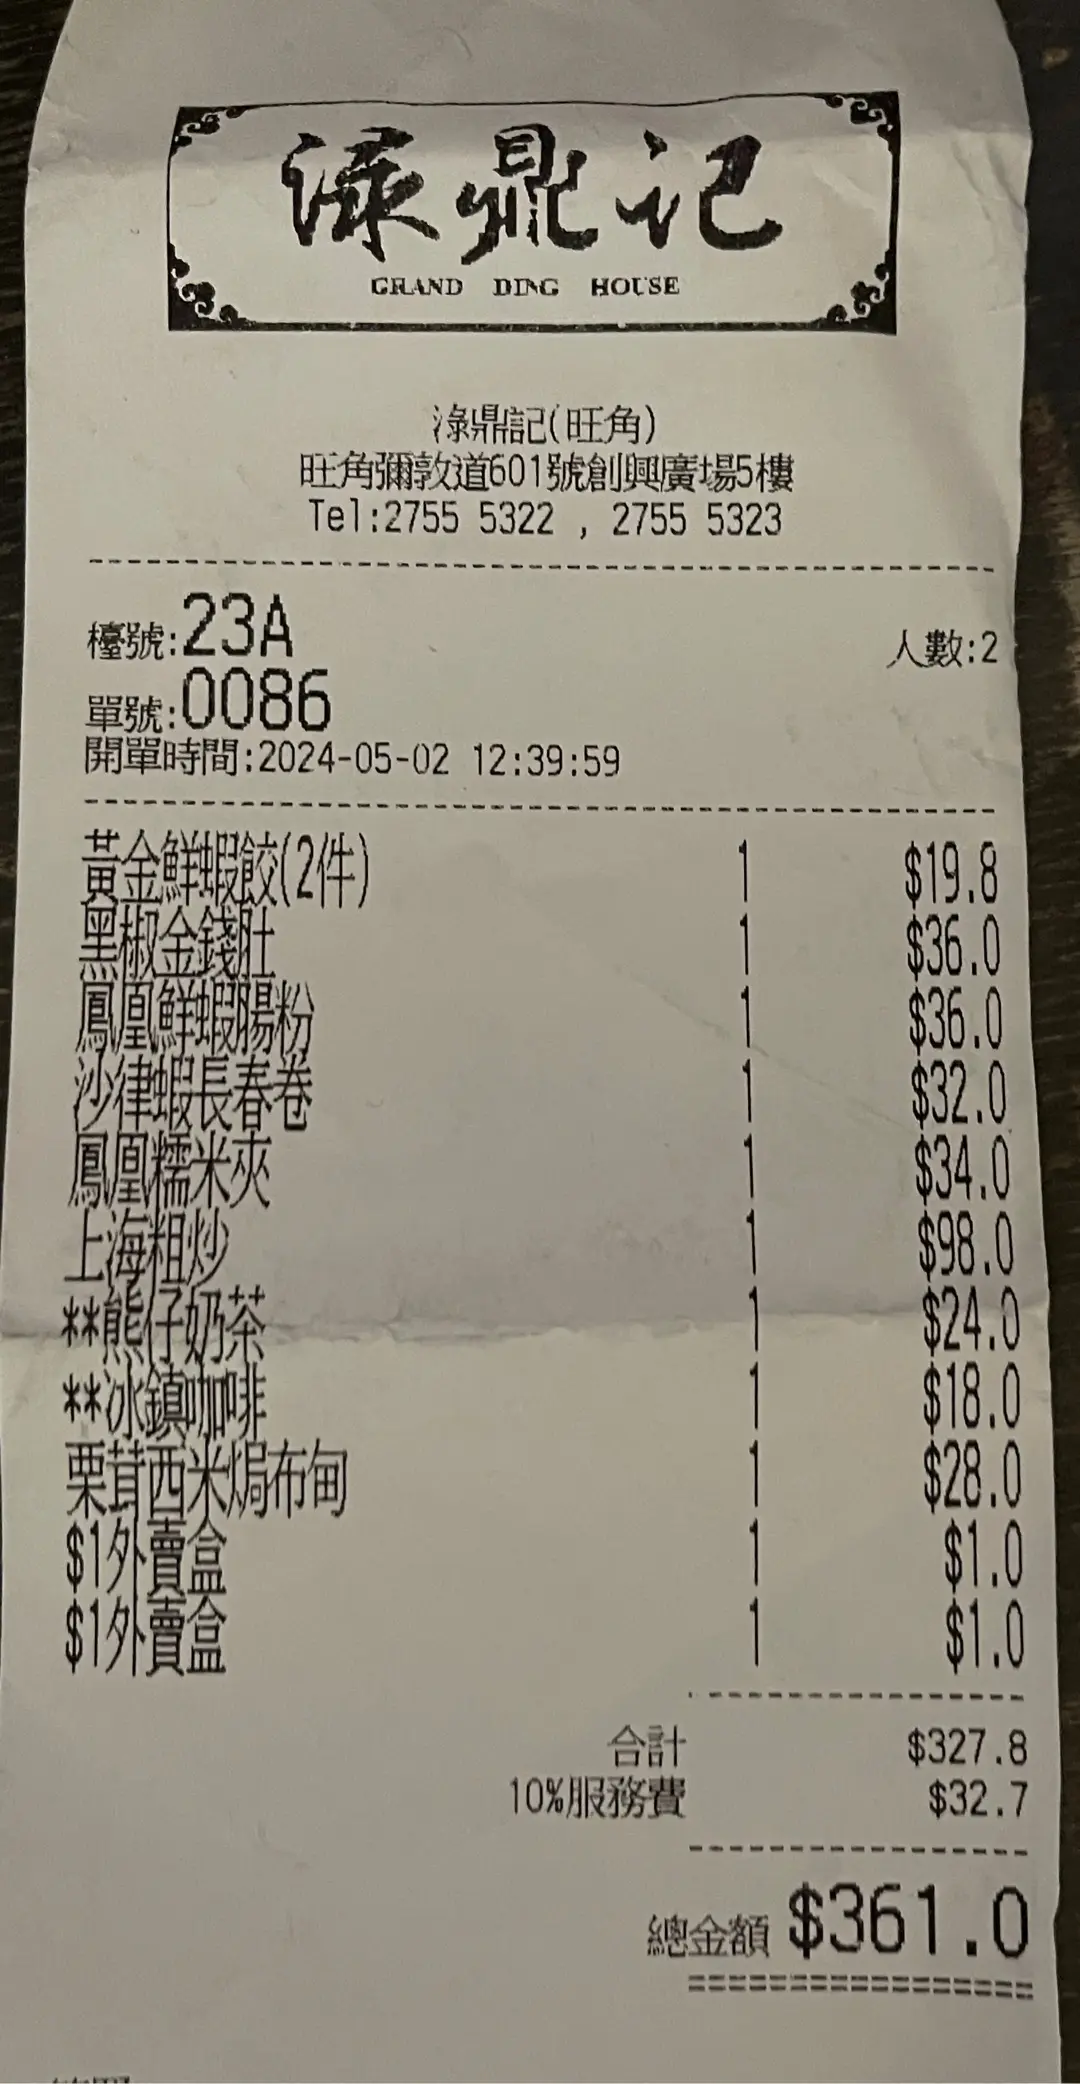 渌鼎记
GRAND DING HOUSE
淥鼎記(旺角)
旺角彌敦道601號創興廣場5樓
Tel:2755 5322 , 2755 5323
檯號:23A 人數:2
單號:0086
開單時間:2024-05-02 12:39:59
黃金鮮蝦餃(2件) 1 $19.8
黑椒金錢肚 1 $36.0
鳳凰鮮蝦腸粉 1 $36.0
沙律蝦長春卷 1 $32.0
鳳凰糯米夾 1 $34.0
上海粗炒 1 $98.0
**熊仔奶茶 1 $24.0
**冰鎮咖啡 1 $18.0
栗茸西米焗布甸 1 $28.0
$1外賣盒 1 $1.0
$1外賣盒 1 $1.0
合計 $327.8
10%服務費 $32.7
總金額 $361.0